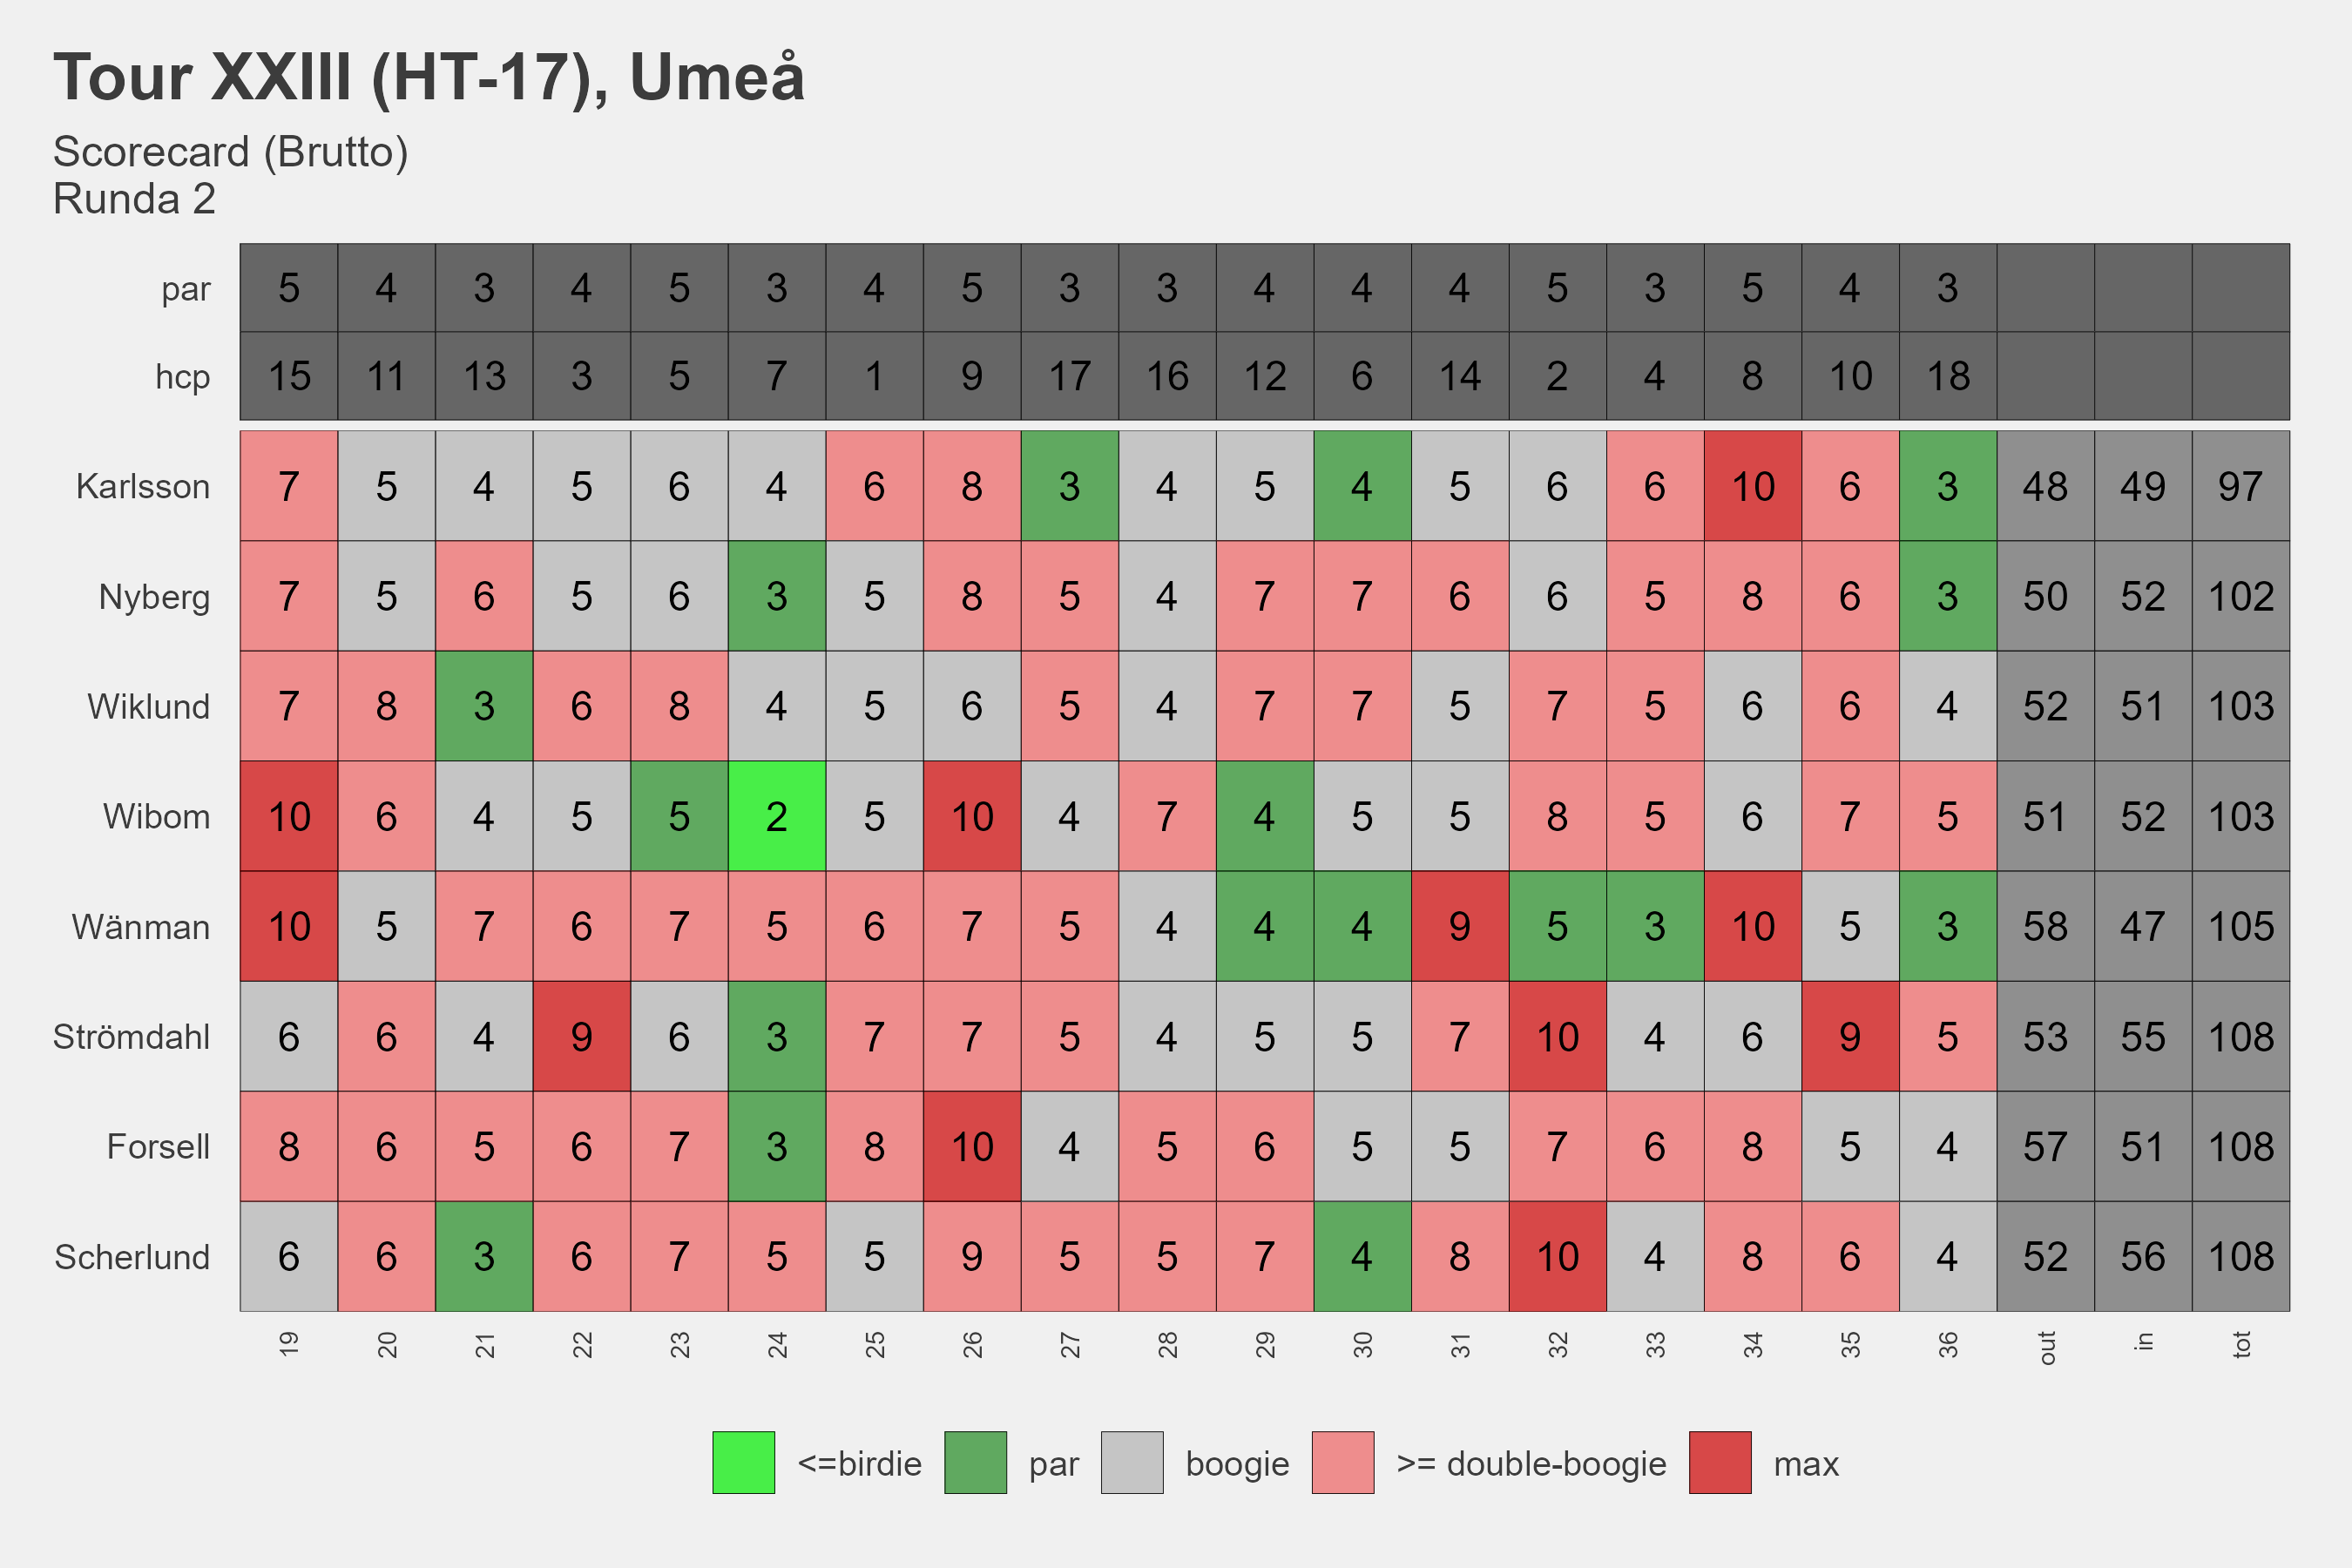 Tour XXIII (HT-17), Umeå
Scorecard (Brutto)
Runda 2
par 5 4 3 4 5 3 4 5 3 3 4 4 4 5 3 5 4 3
hcp 15 11 13 3 5 7 1 9 17 16 12 6 14 2 4 8 10 18
Karlsson 7 5 4 5 6 4 6 8 3 4 5 4 5 6 6 10 6 3 48 49 97
Nyberg 7 5 6 5 6 3 5 8 5 4 7 7 6 6 5 8 6 3 50 52 102
Wiklund 7 8 3 6 8 4 5 6 5 4 7 7 5 7 5 6 6 4 52 51 103
Wibom 10 6 4 5 5 2 5 10 4 7 4 5 5 8 5 6 7 5 51 52 103
Wänman 10 5 7 6 7 5 6 7 5 4 4 4 9 5 3 10 5 3 58 47 105
Strömdahl 6 6 4 9 6 3 7 7 5 4 5 5 7 10 4 6 9 5 53 55 108
Forsell 8 6 5 6 7 3 8 10 4 5 6 5 5 7 6 8 5 4 57 51 108
Scherlund 6 6 3 6 7 5 5 9 5 5 7 4 8 10 4 8 6 4 52 56 108
19 20 21 22 23 24 25 26 27 28 29 30 31 32 33 34 35 36 out in tot
<=birdie par boogie >= double-boogie max